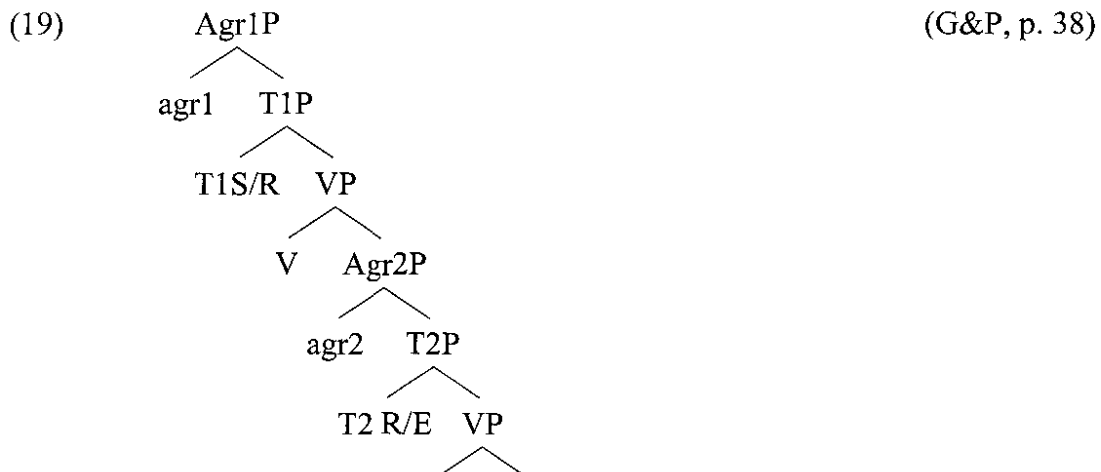 (19) Agr1P (G&P, p. 38)
agr1 T1P
T1S/R VP
V Agr2P
agr2 T2P
T2 R/E VP